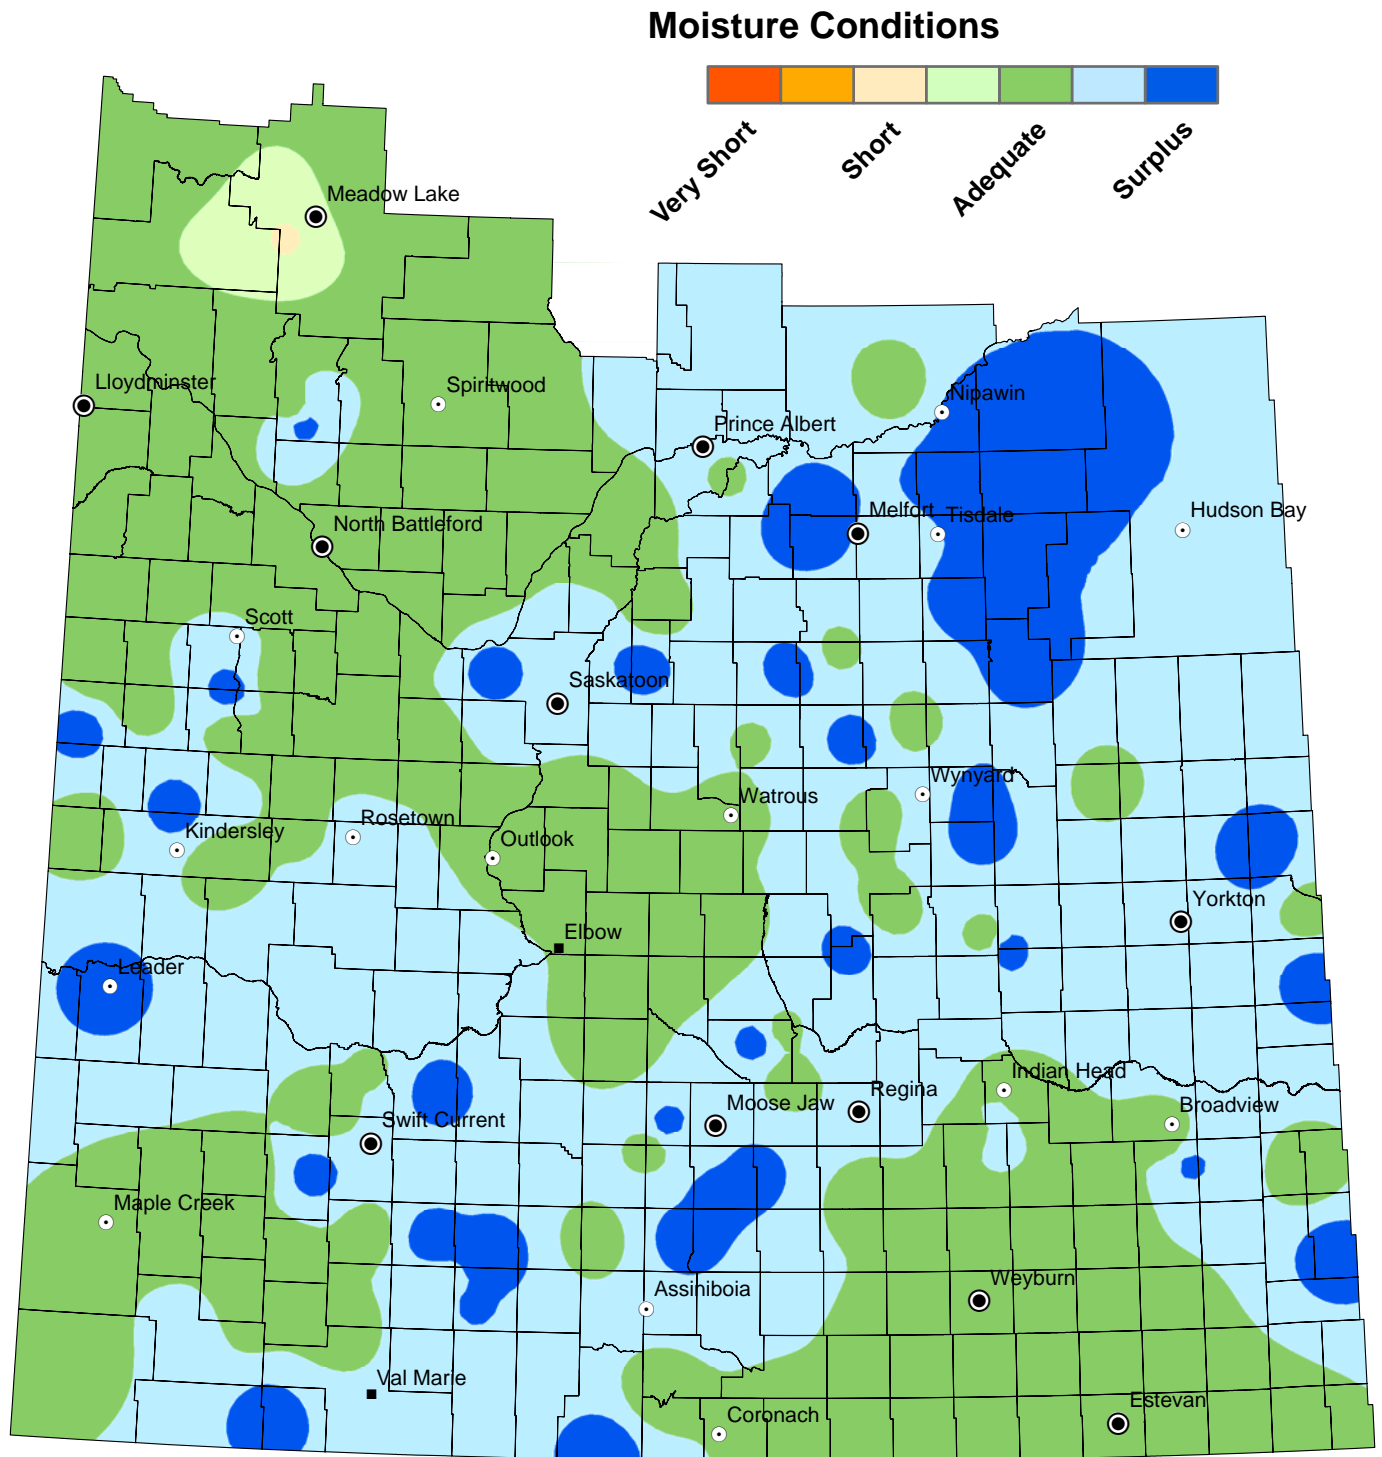 Moisture Conditions
Very Short
Short
Adequate
Surplus
Meadow Lake
Lloydminster
Spiritwood
Nipawin
Prince Albert
Melfort
Tisdale
Hudson Bay
North Battleford
Scott
Saskatoon
Wynyard
Watrous
Rosetown
Kindersley
Outlook
Yorkton
Elbow
Leader
Indian Head
Regina
Moose Jaw
Broadview
Swift Current
Maple Creek
Weyburn
Assiniboia
Val Marie
Estevan
Coronach